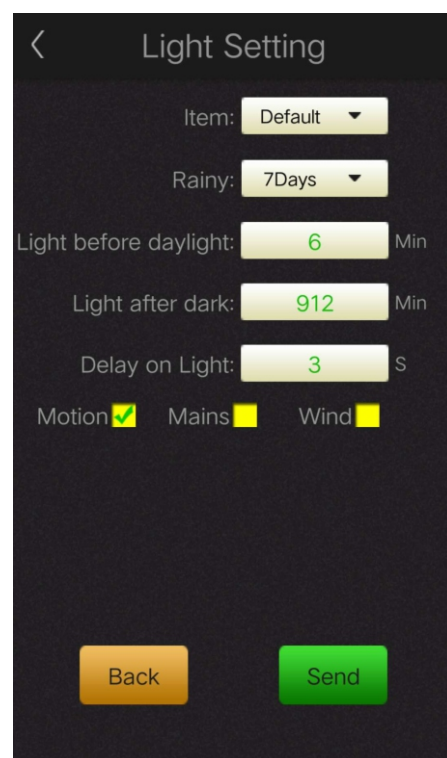 Light Setting
Item: Default
Rainy: 7Days
Light before daylight: 6 Min
Light after dark: 912 Min
Delay on Light: 3 S
Motion Mains Wind
Back Send